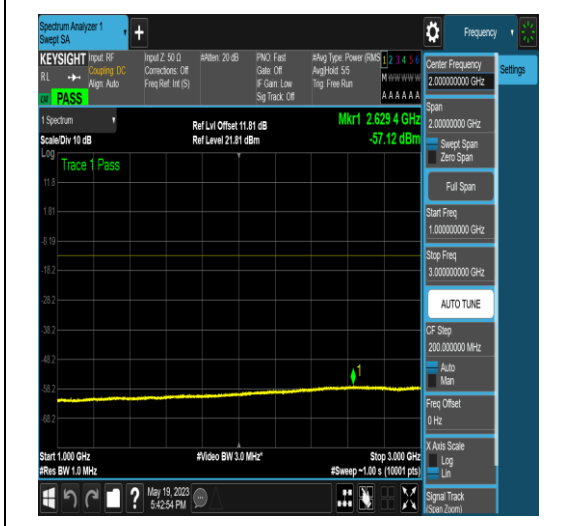 Spectrum Analyzer 1
Swept SA
+
Frequency
KEYSIGHT
RL
PASS
Input: RF
Coupling: DC
Align: Auto
Input Z: 50 Ω
Corrections: Off
Freq Ref: Int (S)
#Atten: 20 dB
PNO: Fast
Gate: Off
IF Gain: Low
Sig Track: Off
#Avg Type: Power (RMS
Avg|Hold: 5/5
Trig: Free Run
1 2 3 4 5 6
M W W W W W
A A A A A A
Settings
Center Frequency
2.000000000 GHz
Span
2.00000000 GHz
Swept Span
Zero Span
Full Span
Start Freq
1.000000000 GHz
Stop Freq
3.000000000 GHz
AUTO TUNE
CF Step
200.000000 MHz
Auto
Man
Freq Offset
0 Hz
X Axis Scale
Log
Lin
Signal Track
(Span Zoom)
1 Spectrum
Scale/Div 10 dB
Ref Lvl Offset 11.81 dB
Ref Level 21.81 dBm
Mkr1 2.629 4 GHz
-57.12 dBm
Log
Trace 1 Pass
11.8
1.81
-8.19
-18.2
-28.2
-38.2
-48.2
-58.2
-68.2
1
Start 1.000 GHz
#Res BW 1.0 MHz
#Video BW 3.0 MHz*
Stop 3.000 GHz
#Sweep ~1.00 s (10001 pts)
?
May 19, 2023
5:42:54 PM